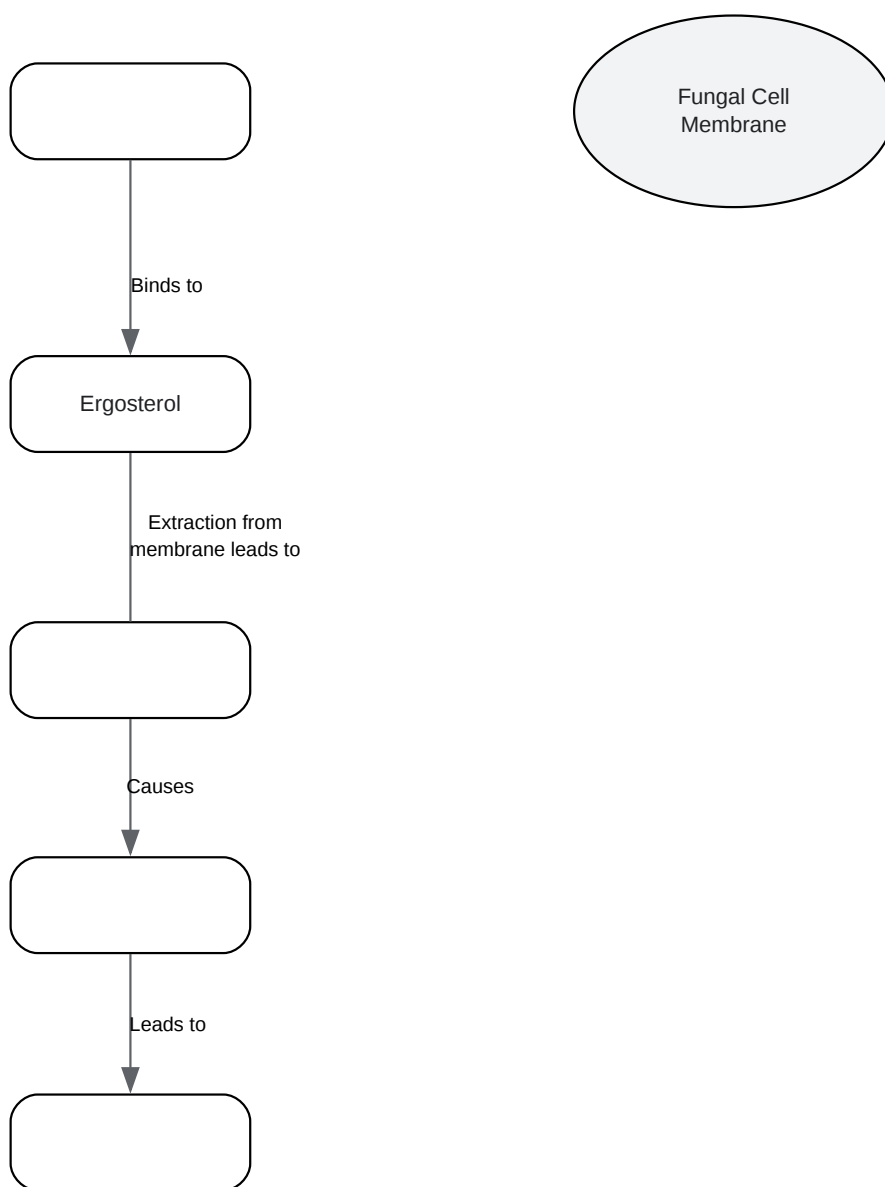 Fungal Cell
Membrane
Binds to
Ergosterol
Extraction from
membrane leads to
Causes
Leads to